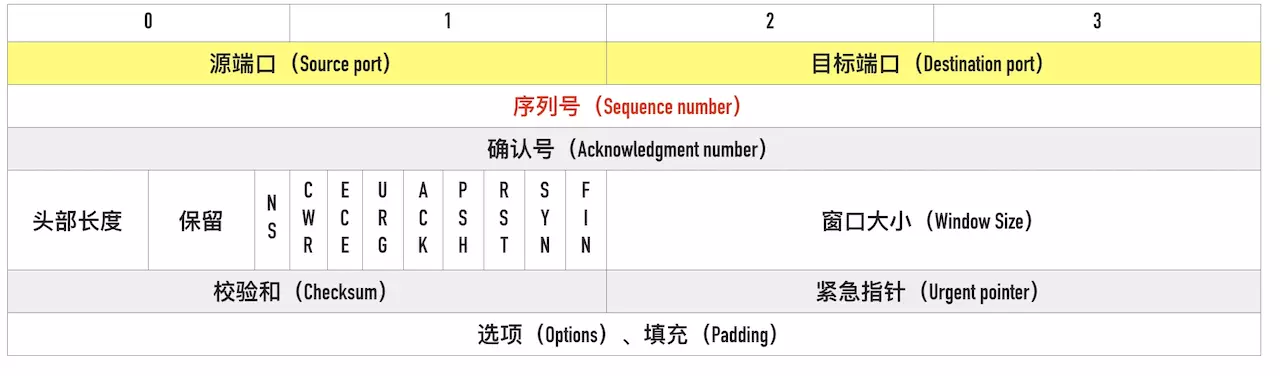 0 1 2 3
源端口（Source port） 目标端口（Destination port）
序列号（Sequence number）
确认号（Acknowledgment number）
头部长度 保留 NS CWR ECE URG ACK PSH RST SYN FIN 窗口大小（Window Size）
校验和（Checksum） 紧急指针（Urgent pointer）
选项（Options）、填充（Padding）